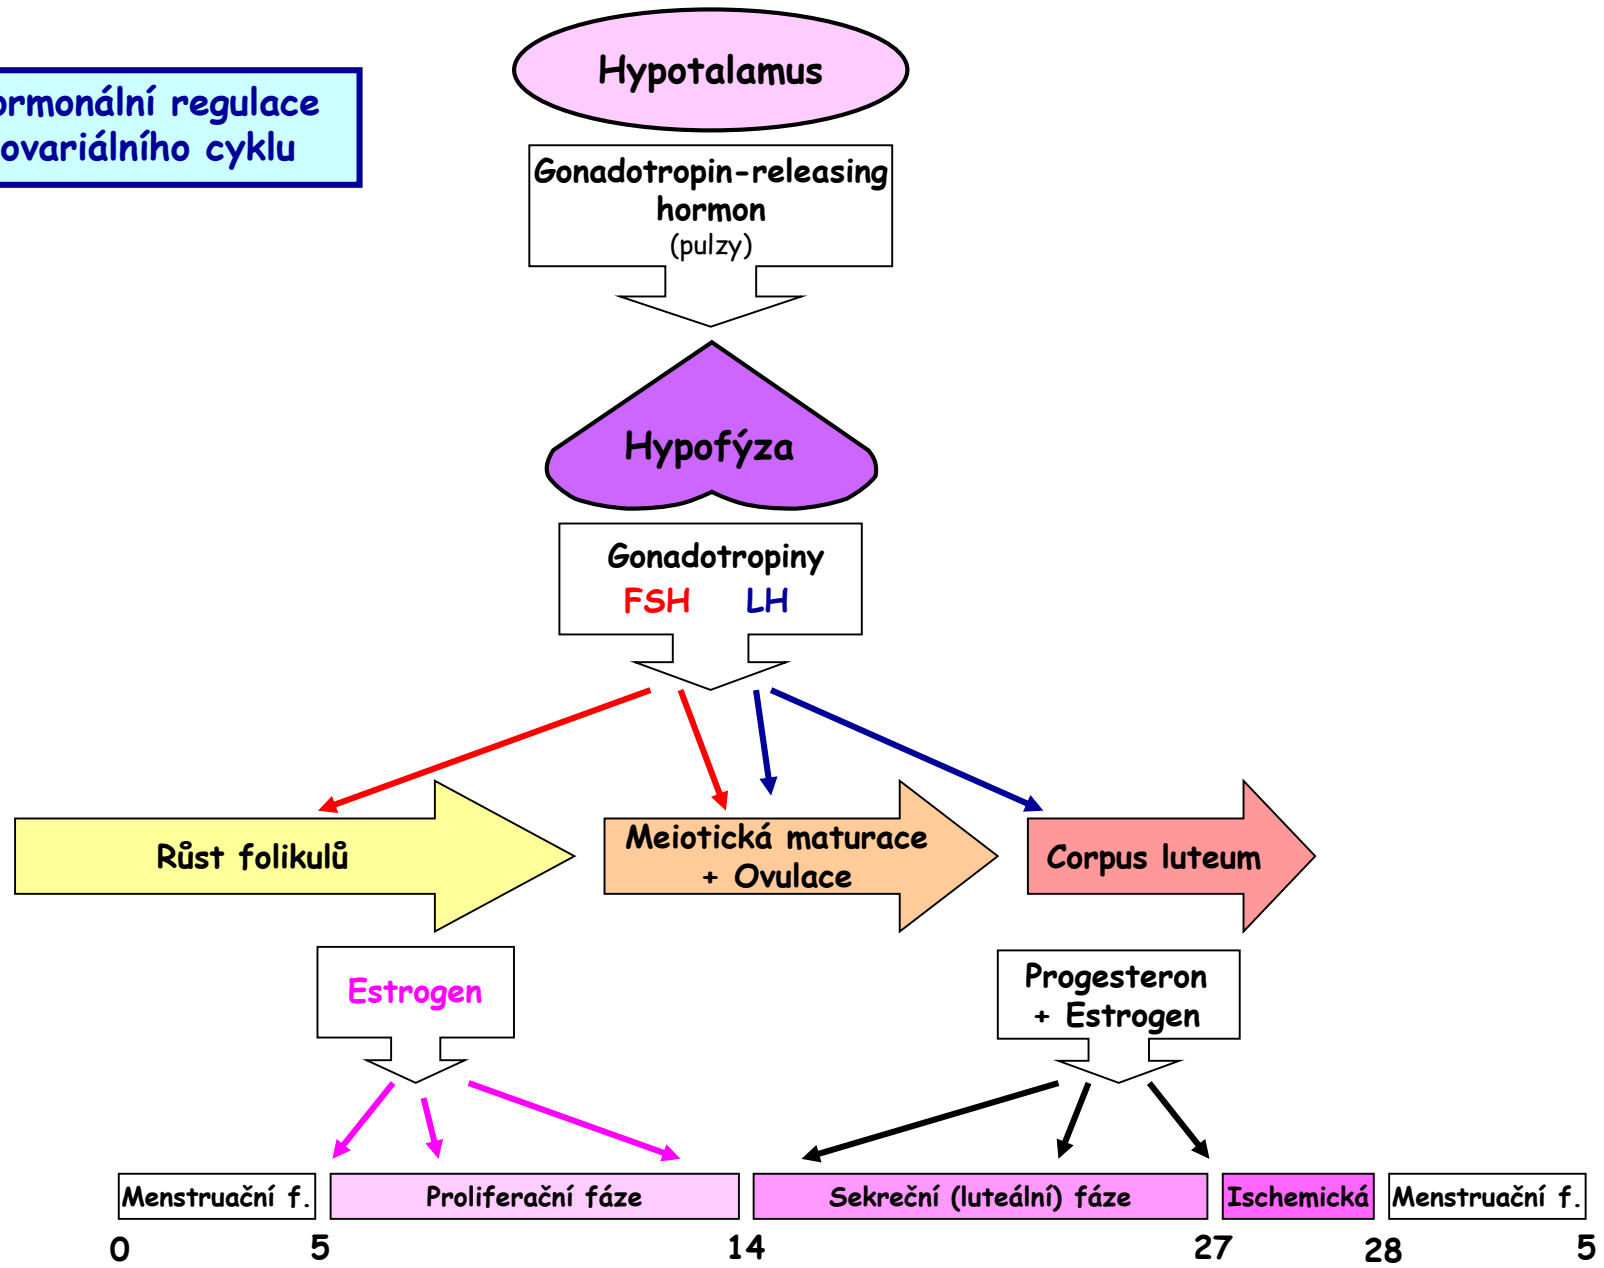 ormonální regulace
ovariálního cyklu
Hypotalamus
Gonadotropin-releasing
hormon
(pulzy)
Hypofýza
Gonadotropiny
FSH LH
Růst folikulů
Meiotická maturace
+ Ovulace
Corpus luteum
Estrogen
Progesteron
+ Estrogen
Menstruační f.
Proliferační fáze
Sekreční (luteální) fáze
Ischemická
Menstruační f.
0 5 14 27 28 5